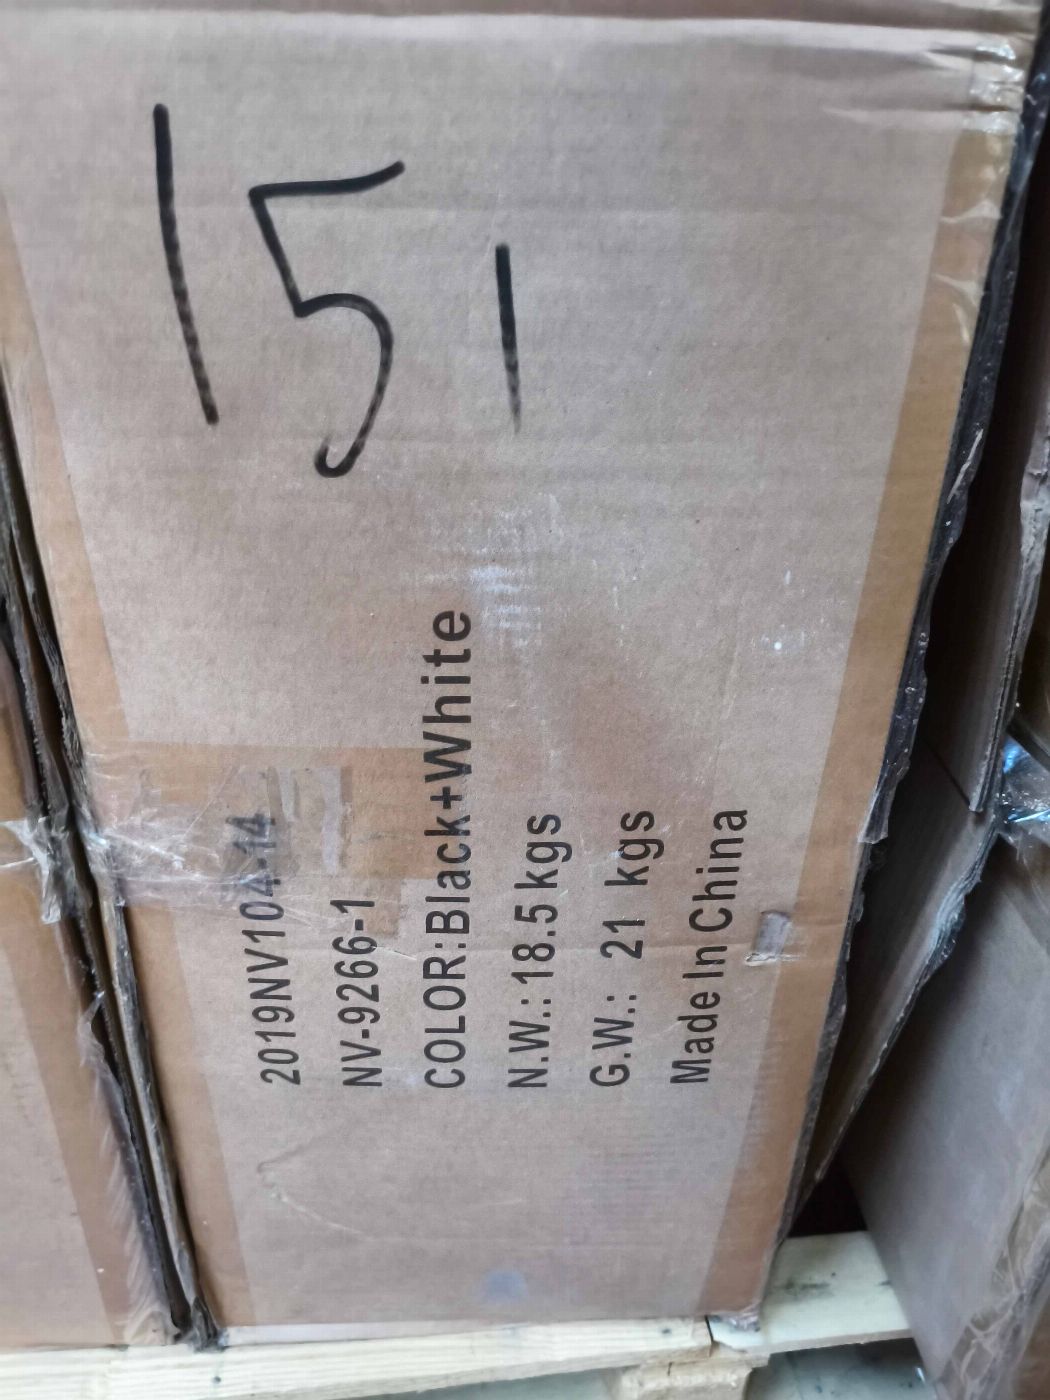 151
2019NV104-14
NV-9266-1
COLOR:Black+White
N.W.: 18.5 kgs
G.W.: 21 kgs
Made In China